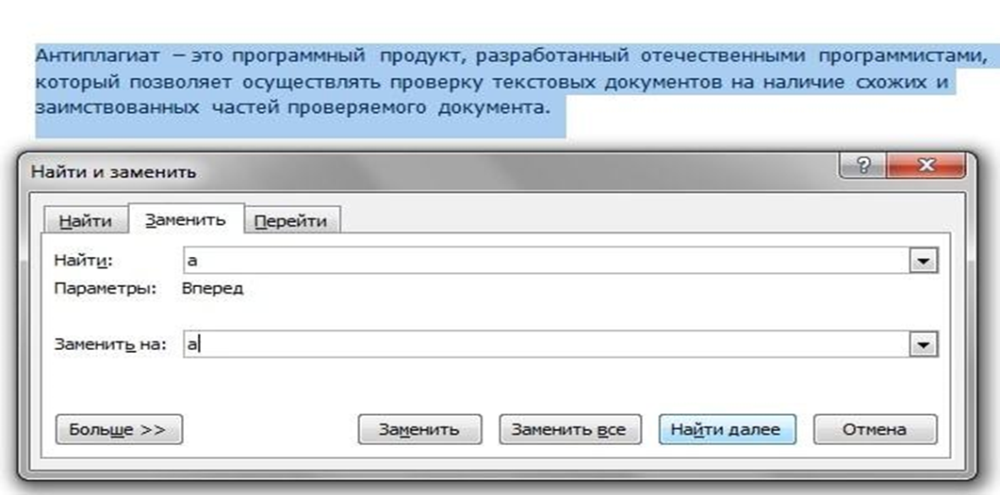 Антиплагиат – это программный продукт, разработанный отечественными программистами,
который позволяет осуществлять проверку текстовых документов на наличие схожих и
заимствованных частей проверяемого документа.
Найти и заменить
? X
Найти Заменить Перейти
Найти: а
Параметры: Вперед
Заменить на: a
Больше >> Заменить Заменить все Найти далее Отмена